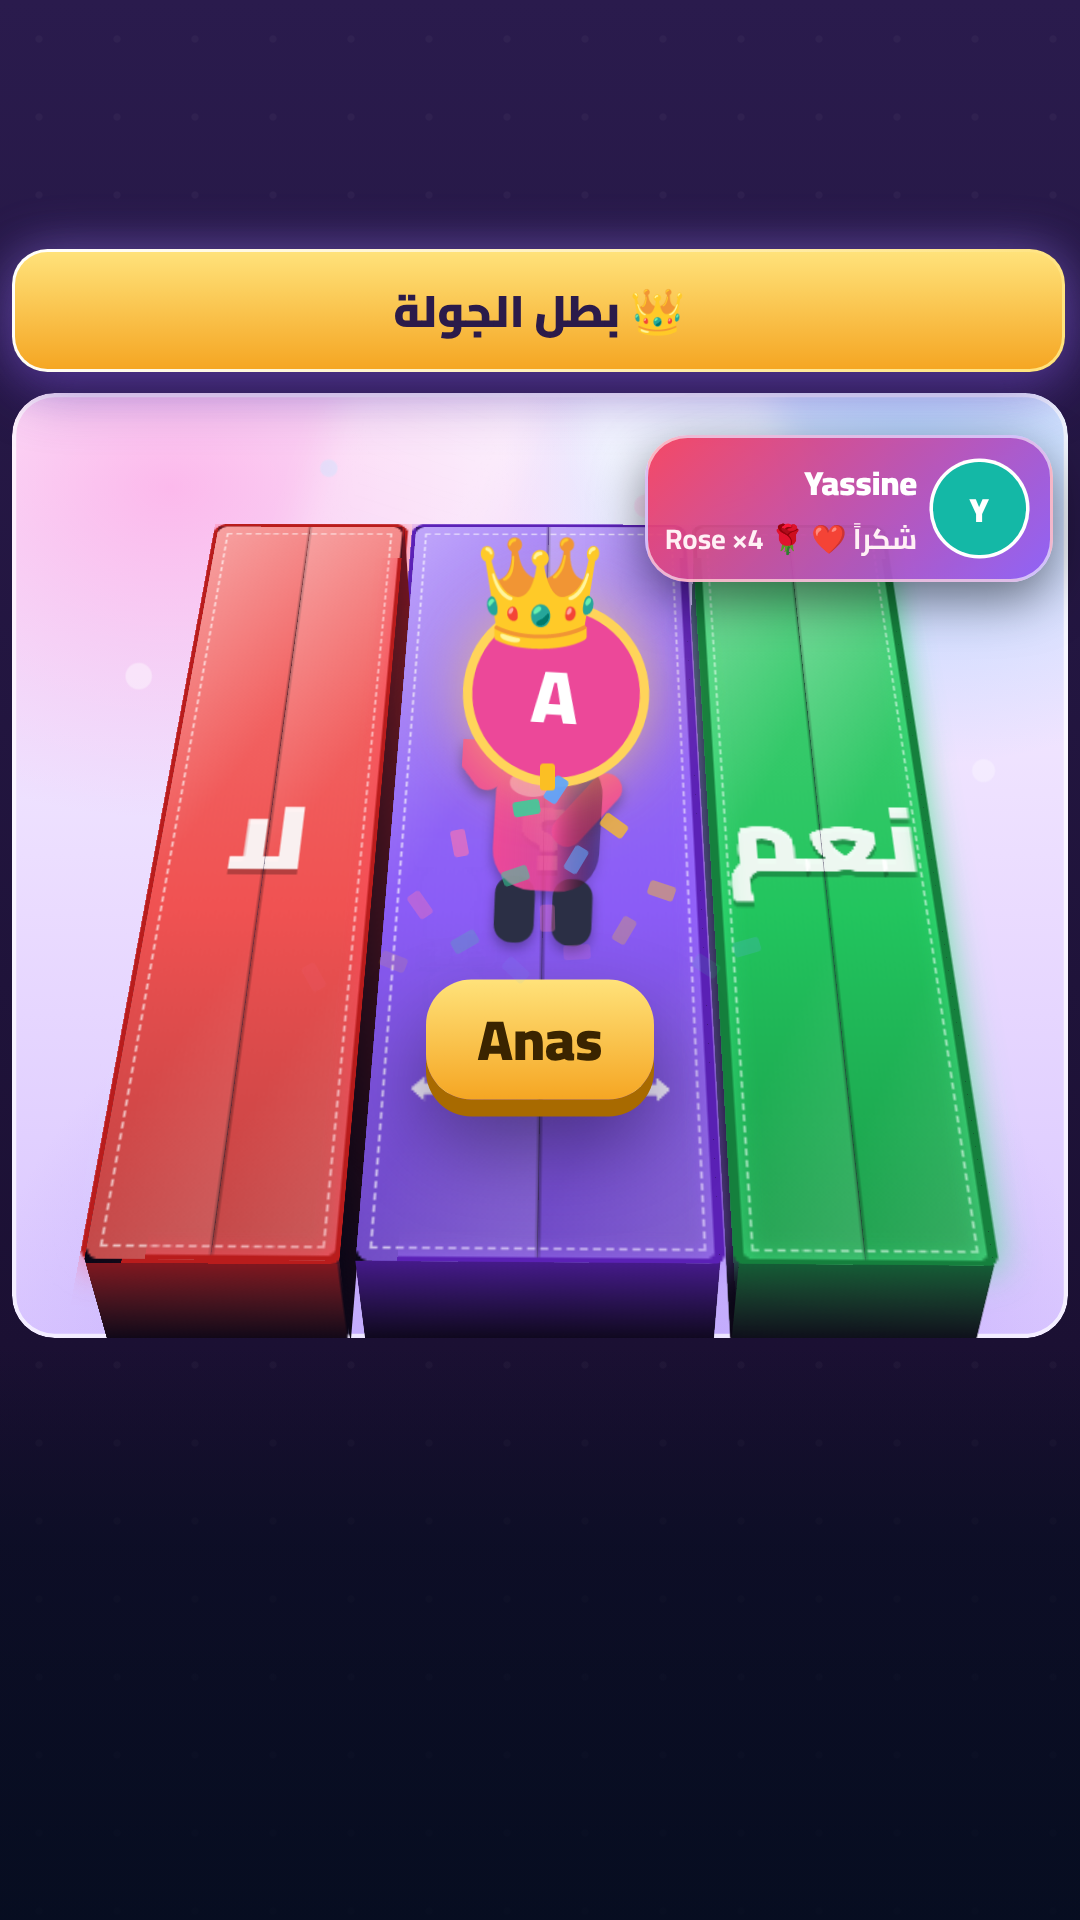 👑 بطل الجولة
Yassine
Y
شكراً ❤️ 🌹 Rose ×4
A
لا
نعم
Anas